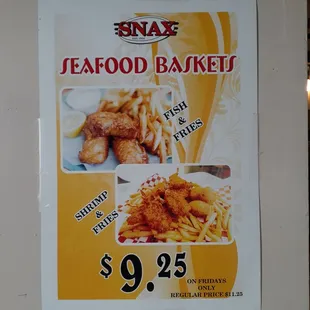 SNAX
SEAFOOD BASKETS
FISH
&
FRIES
SHRIMP
&
FRIES
$9.25
ON FRIDAYS
ONLY
REGULAR PRICE $11.25